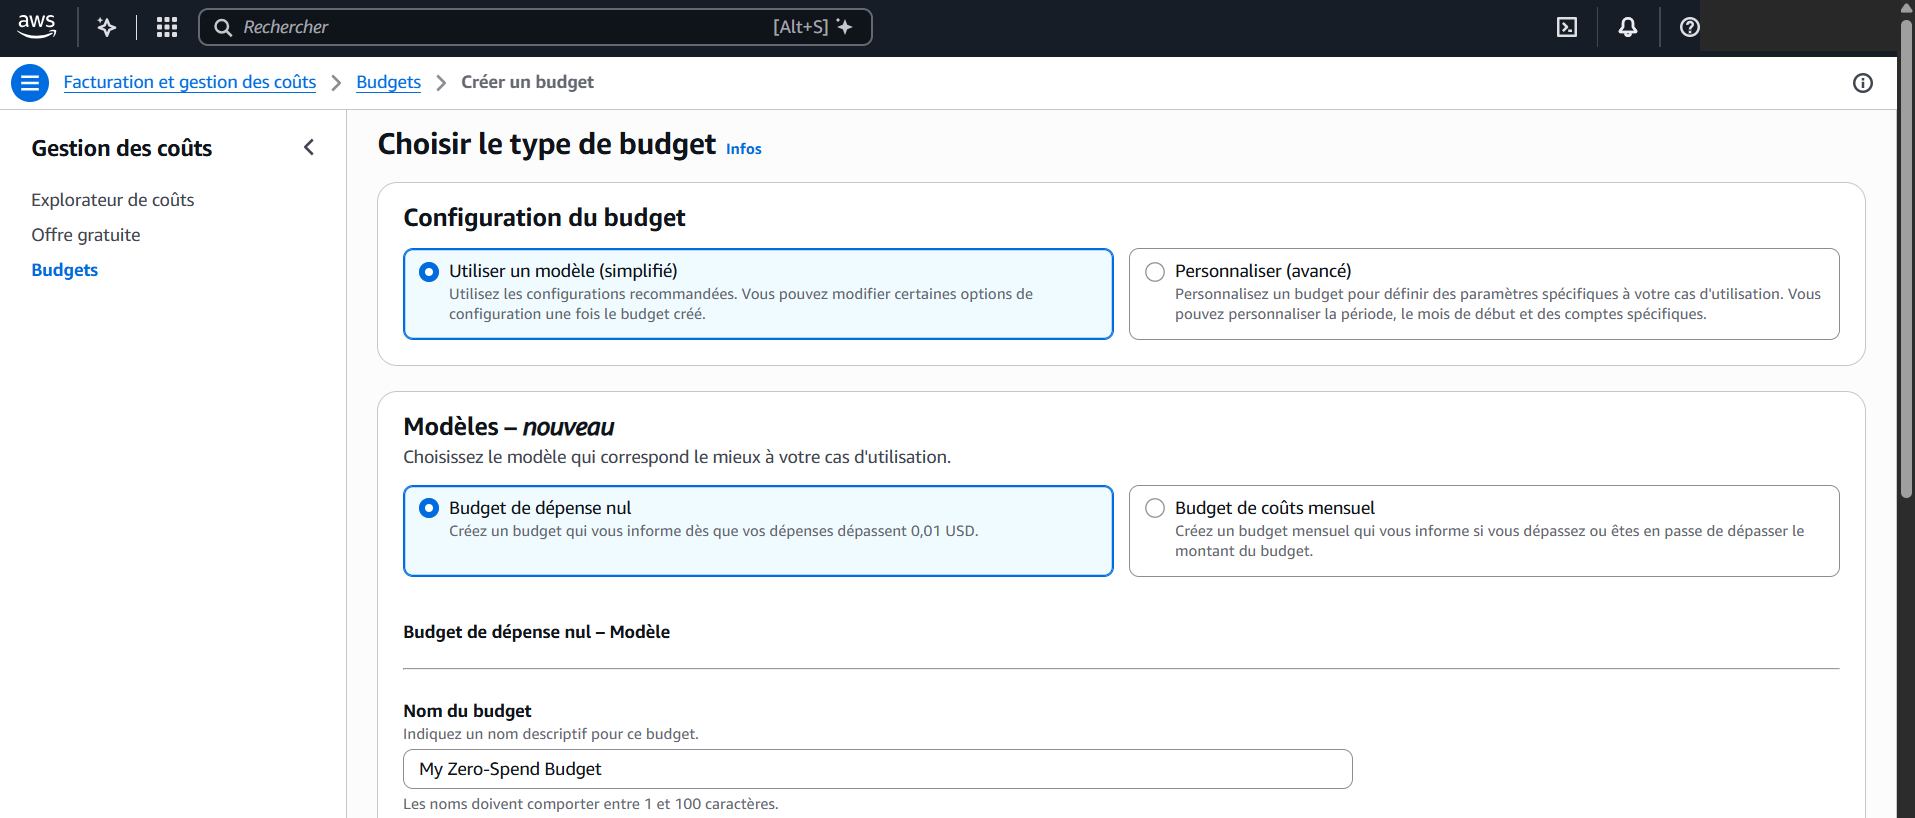 aws
Rechercher [Alt+S]
Facturation et gestion des coûts > Budgets > Créer un budget
Gestion des coûts
Explorateur de coûts
Offre gratuite
Budgets
Choisir le type de budget Infos
Configuration du budget
Utiliser un modèle (simplifié)
Utilisez les configurations recommandées. Vous pouvez modifier certaines options de
configuration une fois le budget créé.
Personnaliser (avancé)
Personnalisez un budget pour définir des paramètres spécifiques à votre cas d'utilisation. Vous
pouvez personnaliser la période, le mois de début et des comptes spécifiques.
Modèles – nouveau
Choisissez le modèle qui correspond le mieux à votre cas d'utilisation.
Budget de dépense nul
Créez un budget qui vous informe dès que vos dépenses dépassent 0,01 USD.
Budget de coûts mensuel
Créez un budget mensuel qui vous informe si vous dépassez ou êtes en passe de dépasser le
montant du budget.
Budget de dépense nul – Modèle
Nom du budget
Indiquez un nom descriptif pour ce budget.
My Zero-Spend Budget
Les noms doivent comporter entre 1 et 100 caractères.